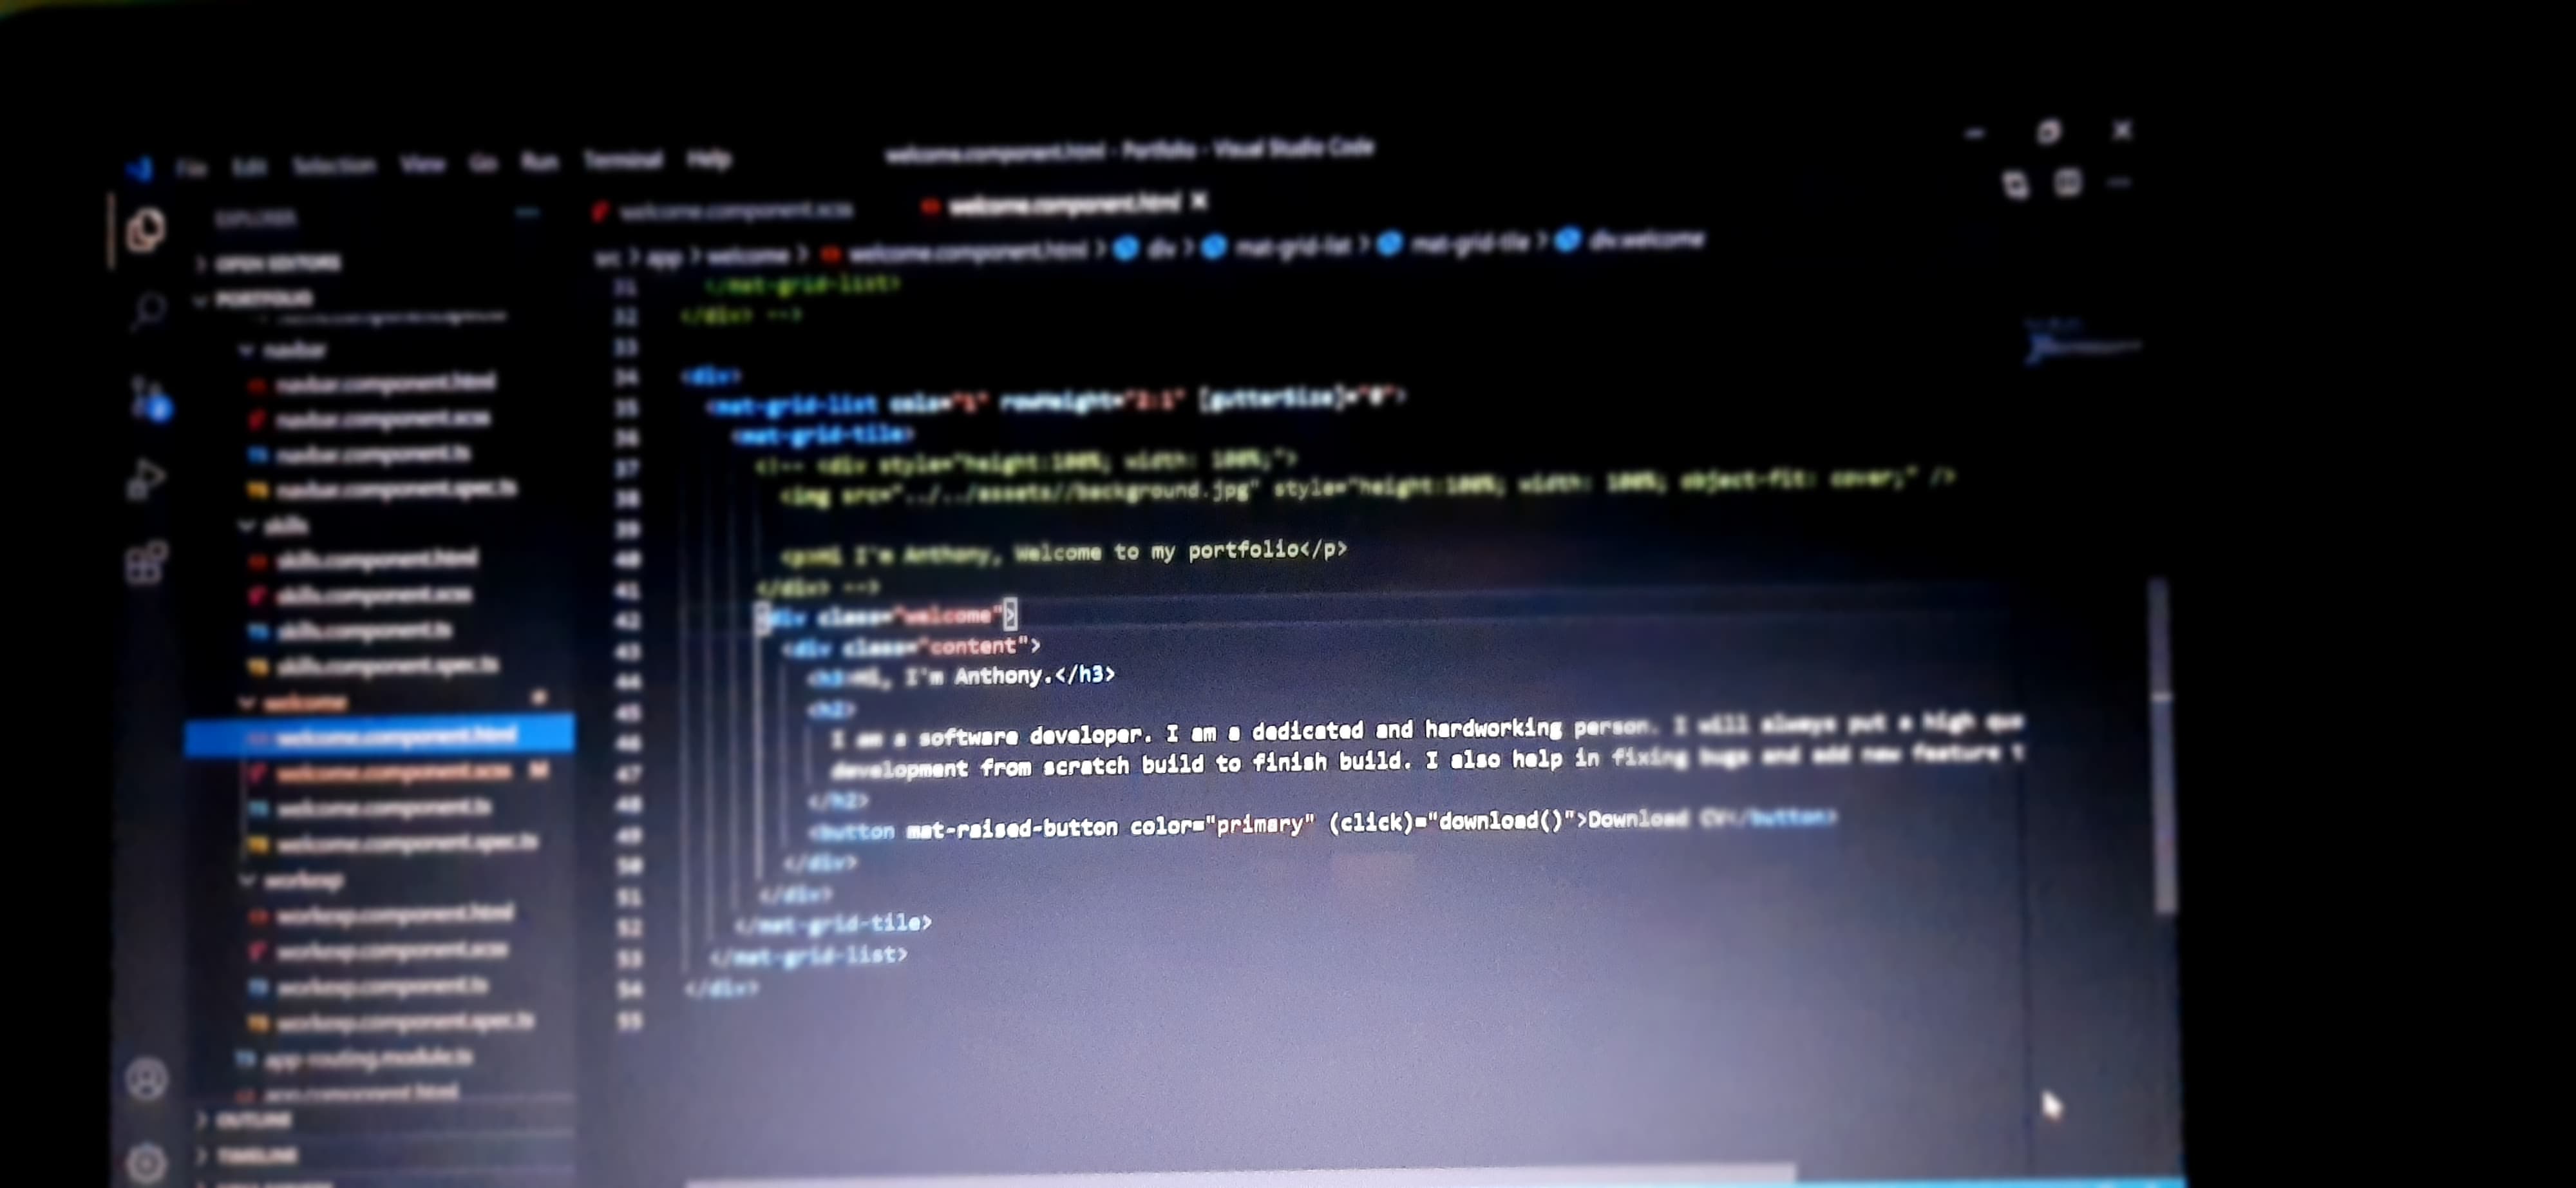 File Edit Selection View Go Run Terminal Help
welcome.component.html - Portfolio - Visual Studio Code
EXPLORER
welcome.component.scss
welcome.component.html
OPEN EDITORS
PORTFOLIO
src > app > welcome > welcome.component.html > div > mat-grid-list > mat-grid-tile > div.welcome
navbar
navbar.component.html
navbar.component.scss
navbar.component.ts
navbar.component.spec.ts
skills
skills.component.html
skills.component.scss
skills.component.ts
skills.component.spec.ts
welcome
welcome.component.html
welcome.component.scss M
welcome.component.ts
welcome.component.spec.ts
workexp
workexp.component.html
workexp.component.scss
workexp.component.ts
workexp.component.spec.ts
app-routing.module.ts
app.component.html
OUTLINE
TIMELINE
31 </mat-grid-list>
32 </div> -->
33
34 <div>
35 <mat-grid-list cols="1" rowHeight="2:1" [gutterSize]="0">
36 <mat-grid-tile>
37 <!-- <div style="height:100%; width: 100%;">
38 <img src="../../assets//background.jpg" style="height:100%; width: 100%; object-fit: cover;" />
39
40 <p>Hi I'm Anthony, Welcome to my portfolio</p>
41 </div> -->
42 <div class="welcome">
43 <div class="content">
44 <h3>Hi, I'm Anthony.</h3>
45 <h2>
46 I am a software developer. I am a dedicated and hardworking person. I will always put a high qua
47 development from scratch build to finish build. I also help in fixing bugs and add new feature t
48 </h2>
49 <button mat-raised-button color="primary" (click)="download()">Download CV</button>
50 </div>
51 </div>
52 </mat-grid-tile>
53 </mat-grid-list>
54 </div>
55